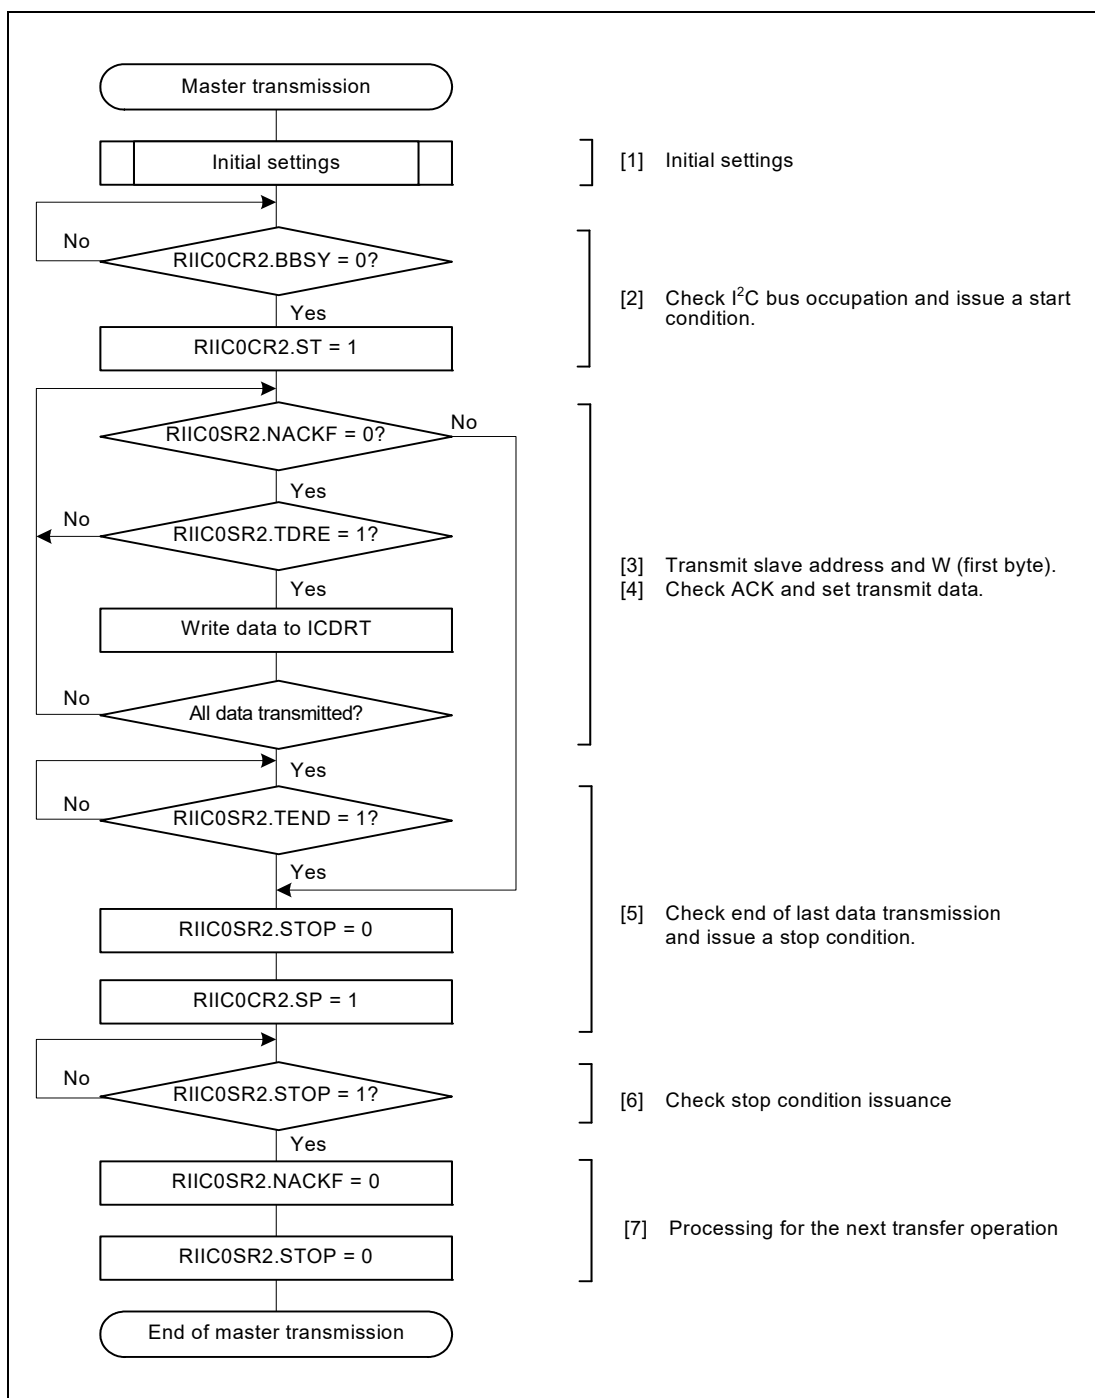 Master transmission
Initial settings
[1] Initial settings
No
RIIC0CR2.BBSY = 0?
Yes
[2] Check I²C bus occupation and issue a start
condition.
RIIC0CR2.ST = 1
No
RIIC0SR2.NACKF = 0?
Yes
No
RIIC0SR2.TDRE = 1?
Yes
[3] Transmit slave address and W (first byte).
[4] Check ACK and set transmit data.
Write data to ICDRT
No
All data transmitted?
Yes
No
RIIC0SR2.TEND = 1?
Yes
RIIC0SR2.STOP = 0
[5] Check end of last data transmission
and issue a stop condition.
RIIC0CR2.SP = 1
No
RIIC0SR2.STOP = 1?
Yes
[6] Check stop condition issuance
RIIC0SR2.NACKF = 0
[7] Processing for the next transfer operation
RIIC0SR2.STOP = 0
End of master transmission